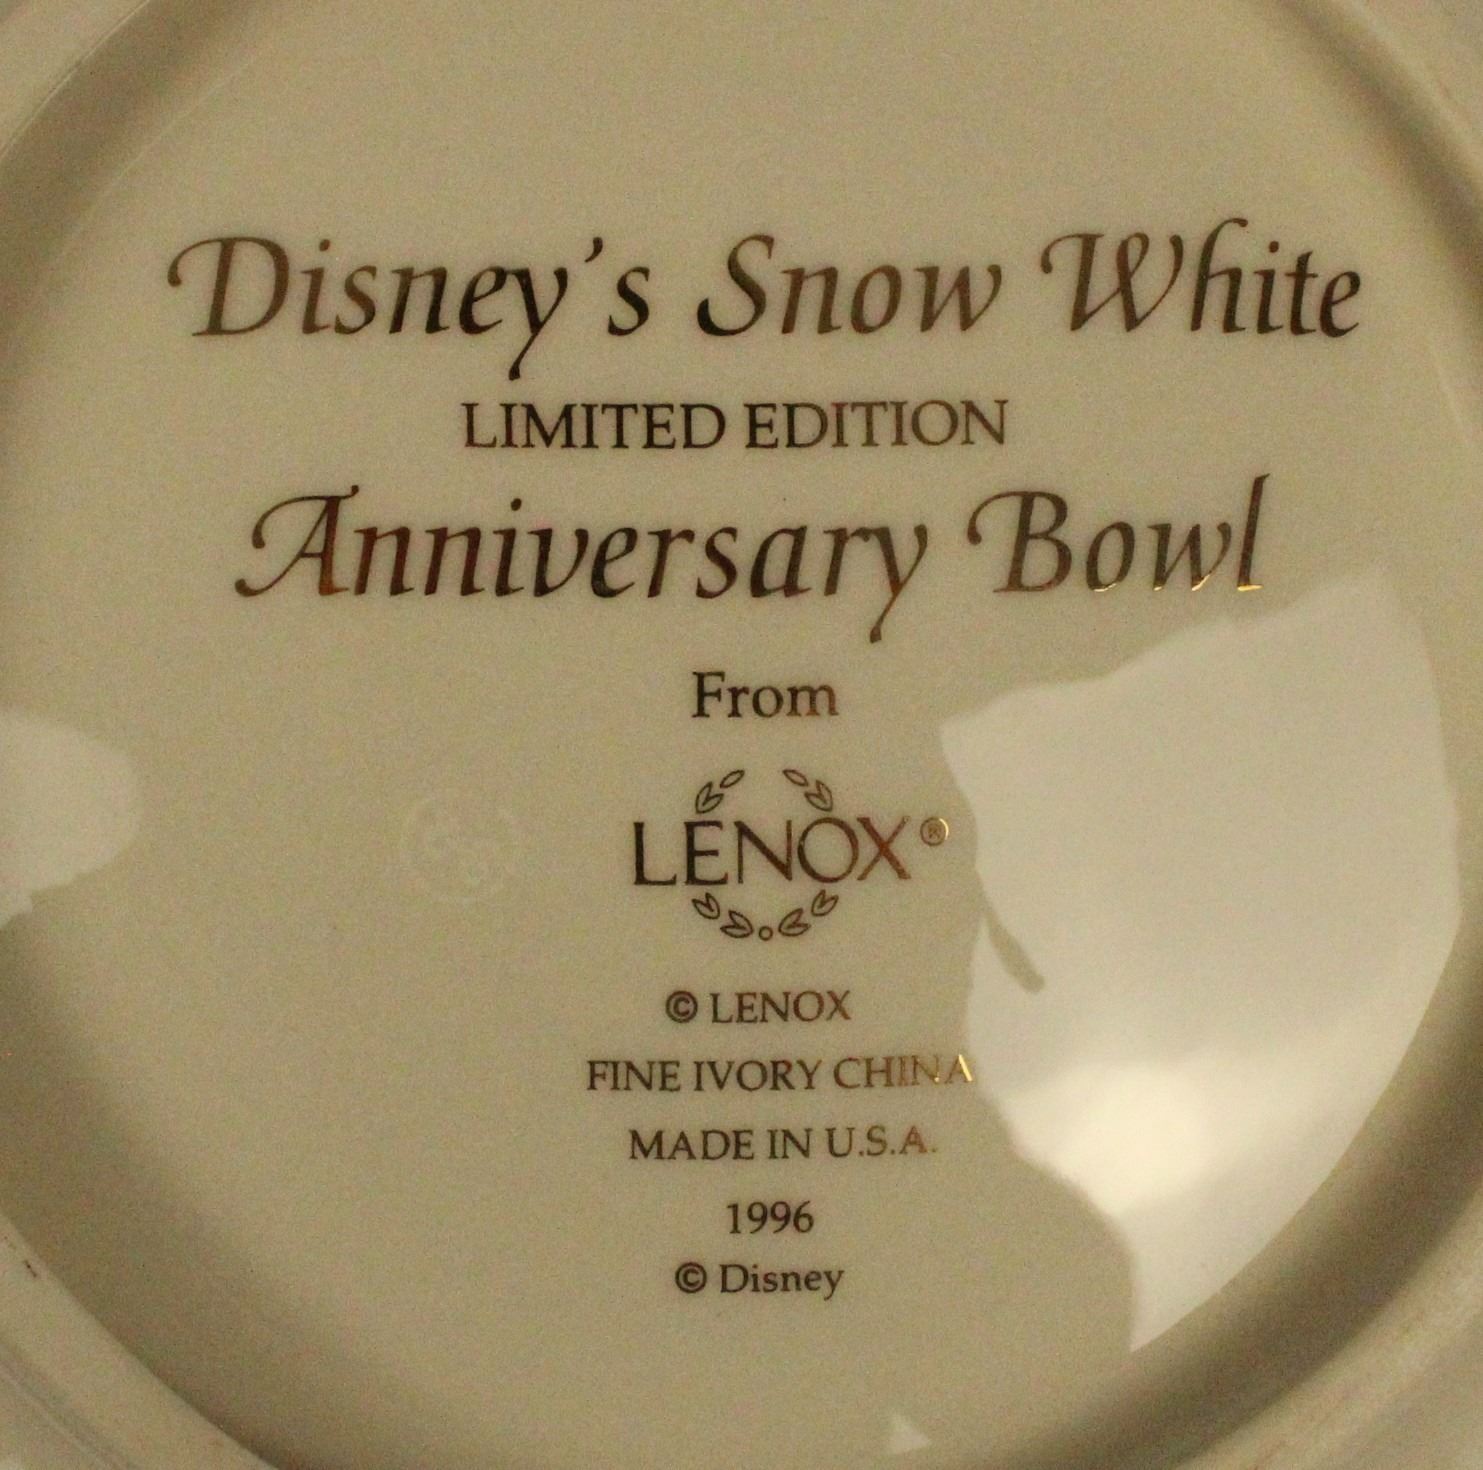 Disney's Snow White
LIMITED EDITION
Anniversary Bowl
From
LENOX®
© LENOX
FINE IVORY CHINA
MADE IN U.S.A.
1996
© Disney